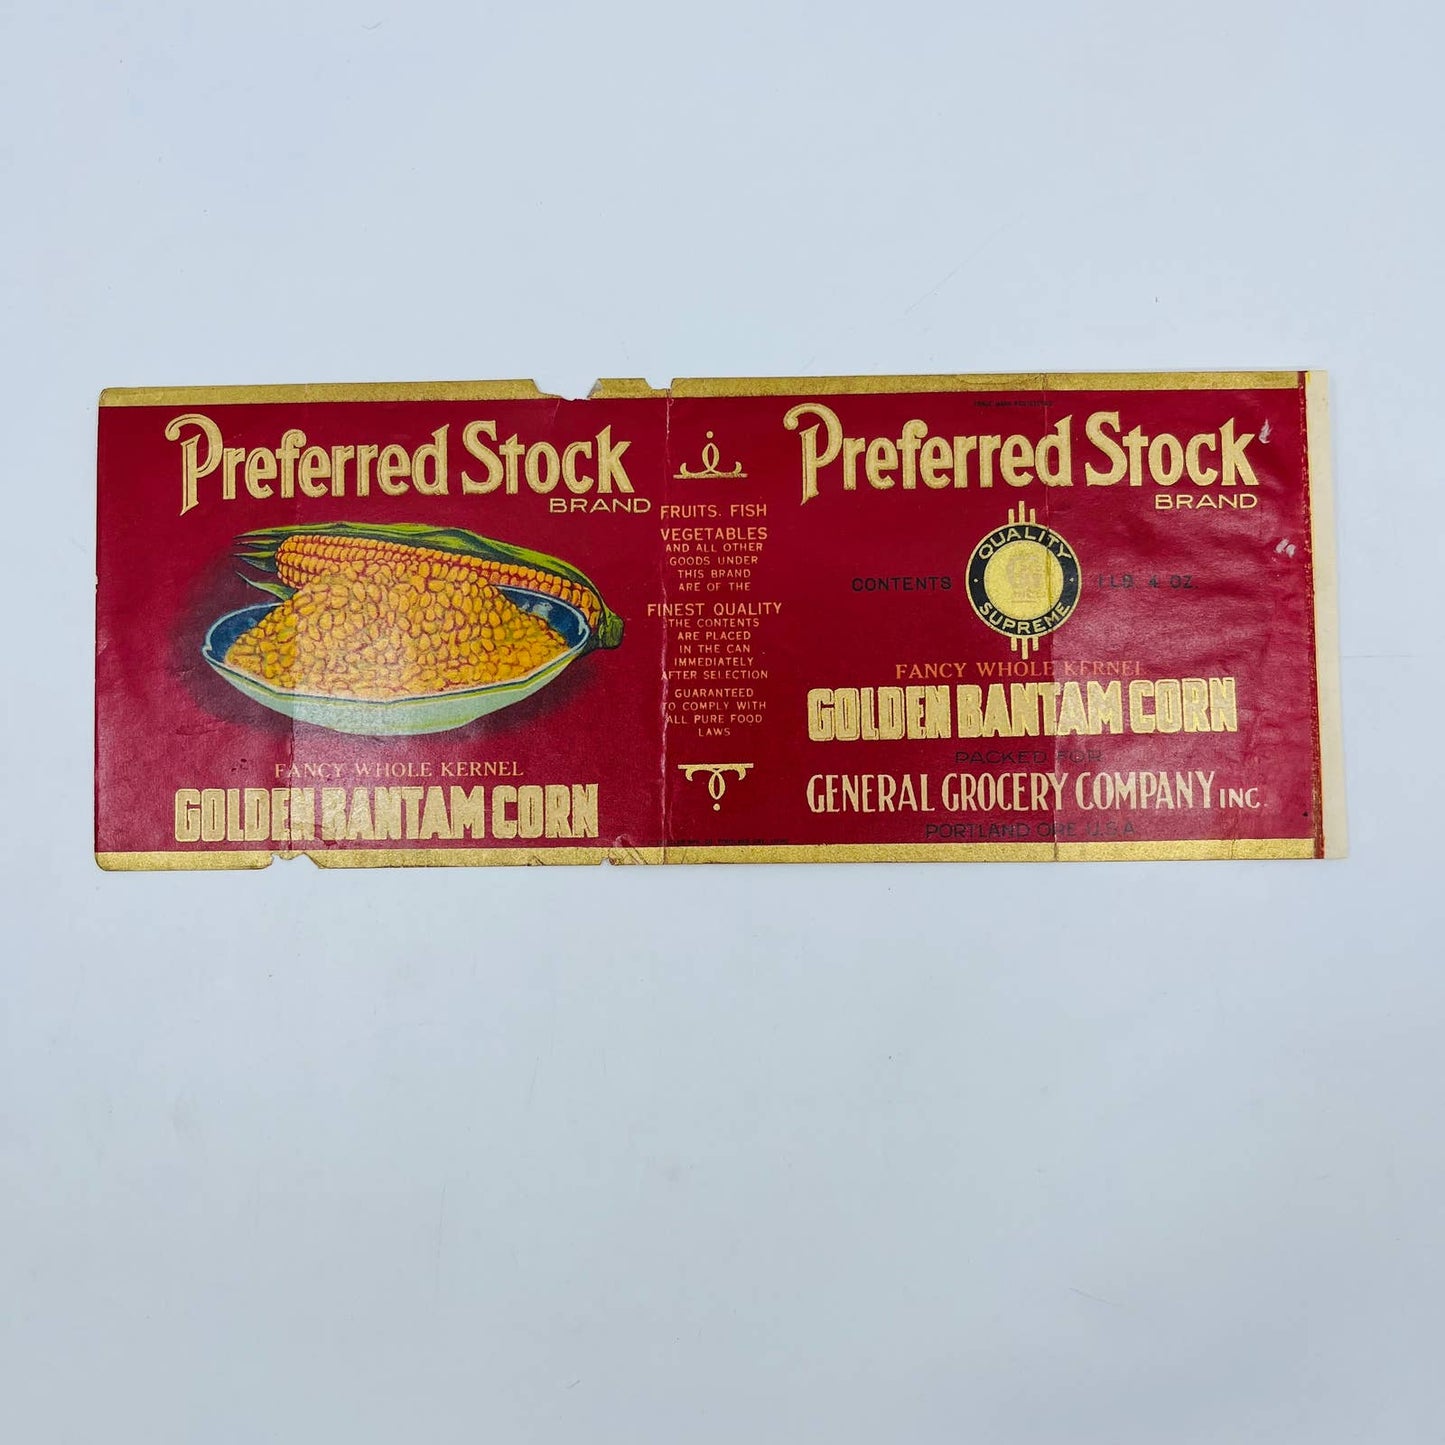 Preferred Stock
BRAND
FANCY WHOLE KERNEL
GOLDEN BANTAM CORN
FRUITS. FISH
VEGETABLES
AND ALL OTHER
GOODS UNDER
THIS BRAND
ARE OF THE
FINEST QUALITY
THE CONTENTS
ARE PLACED
IN THE CAN
IMMEDIATELY
AFTER SELECTION
GUARANTEED
TO COMPLY WITH
ALL PURE FOOD
LAWS
TRADE MARK REGISTERED
Preferred Stock
BRAND
CONTENTS
QUALITY
SUPREME
1 LB. 4 OZ.
FANCY WHOLE KERNEL
GOLDEN BANTAM CORN
PACKED FOR
GENERAL GROCERY COMPANY INC.
PORTLAND ORE. U.S.A.